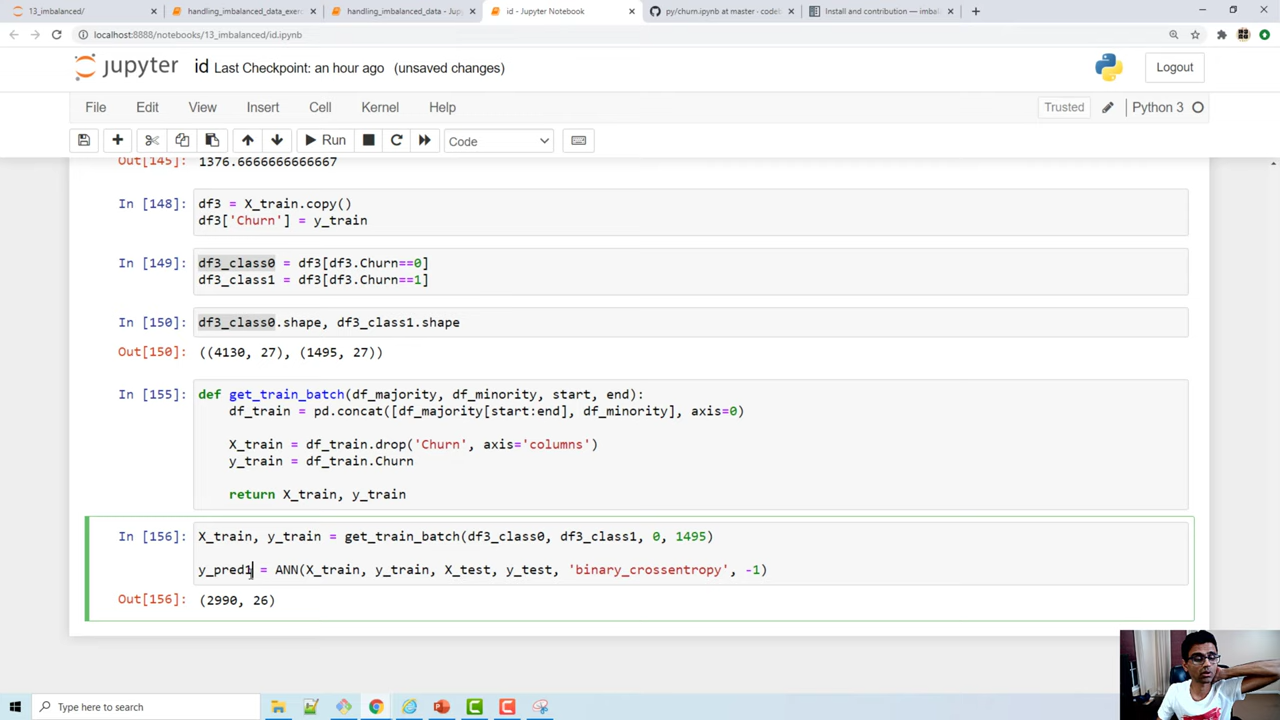 13_imbalanced/
handling_imbalanced_data_exer
handling_imbalanced_data - Jup
id - Jupyter Notebook
py/churn.ipynb at master · codeb
Install and contribution — imbal
localhost:8888/notebooks/13_imbalanced/id.ipynb
jupyter id Last Checkpoint: an hour ago (unsaved changes)
Logout
File Edit View Insert Cell Kernel Help
Trusted
Python 3
Run
Code
Out[145]: 1376.6666666666667
In [148]: df3 = X_train.copy()
df3['Churn'] = y_train
In [149]: df3_class0 = df3[df3.Churn==0]
df3_class1 = df3[df3.Churn==1]
In [150]: df3_class0.shape, df3_class1.shape
Out[150]: ((4130, 27), (1495, 27))
In [155]: def get_train_batch(df_majority, df_minority, start, end):
df_train = pd.concat([df_majority[start:end], df_minority], axis=0)
X_train = df_train.drop('Churn', axis='columns')
y_train = df_train.Churn
return X_train, y_train
In [156]: X_train, y_train = get_train_batch(df3_class0, df3_class1, 0, 1495)
y_pred1 = ANN(X_train, y_train, X_test, y_test, 'binary_crossentropy', -1)
Out[156]: (2990, 26)
Type here to search